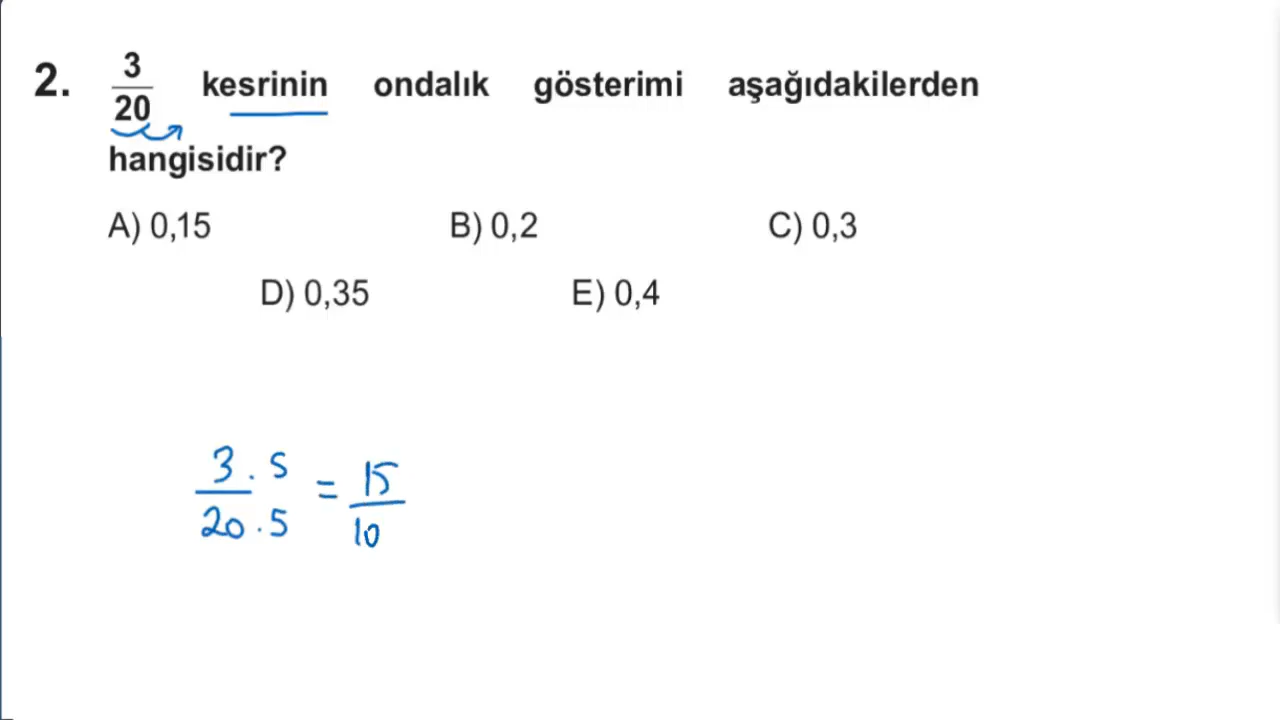 2. 3/20 kesrinin ondalık gösterimi aşağıdakilerden
hangisidir?
A) 0,15 B) 0,2 C) 0,3
D) 0,35 E) 0,4
3 . 5 / 20 . 5 = 15 / 10